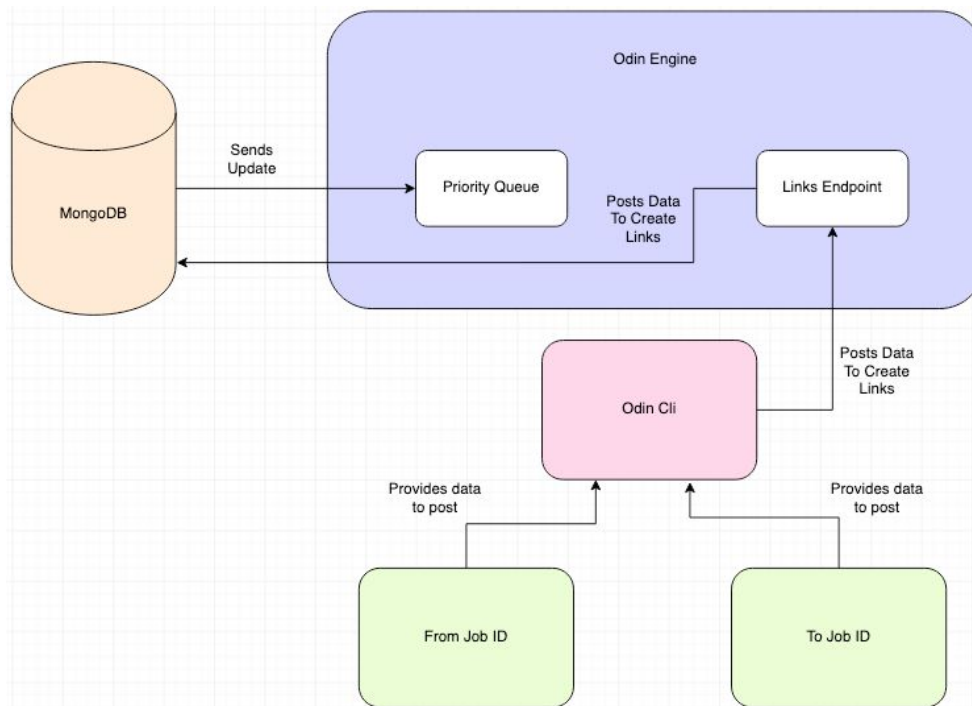 Odin Engine
Sends
Update
Priority Queue
Links Endpoint
MongoDB
Posts Data
To Create
Links
Posts Data
To Create
Links
Odin Cli
Provides data
to post
Provides data
to post
From Job ID
To Job ID